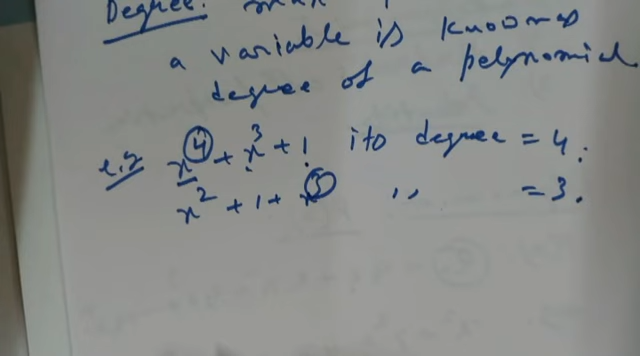 Degree:
a variable is known as
degree of a polynomial
e.g x⁴ + x³ + 1 its degree = 4.
x² + 1 + x³ ,, = 3.